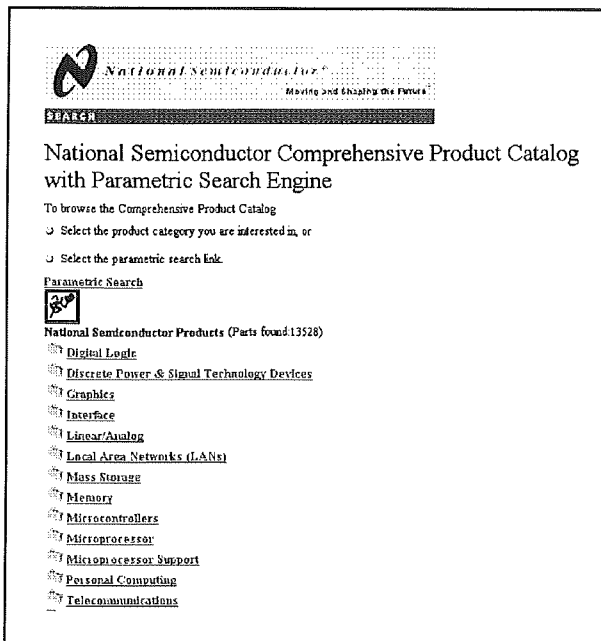 National Semiconductor
Moving and Shaping the Future
SEARCH
National Semiconductor Comprehensive Product Catalog
with Parametric Search Engine
To browse the Comprehensive Product Catalog
Select the product category you are interested in, or
Select the parametric search link.
Parametric Search
National Semiconductor Products (Parts found:13528)
Digital Logic
Discrete Power & Signal Technology Devices
Graphics
Interface
Linear/Analog
Local Area Networks (LANs)
Mass Storage
Memory
Microcontrollers
Microprocessor
Microprocessor Support
Personal Computing
Telecommunications